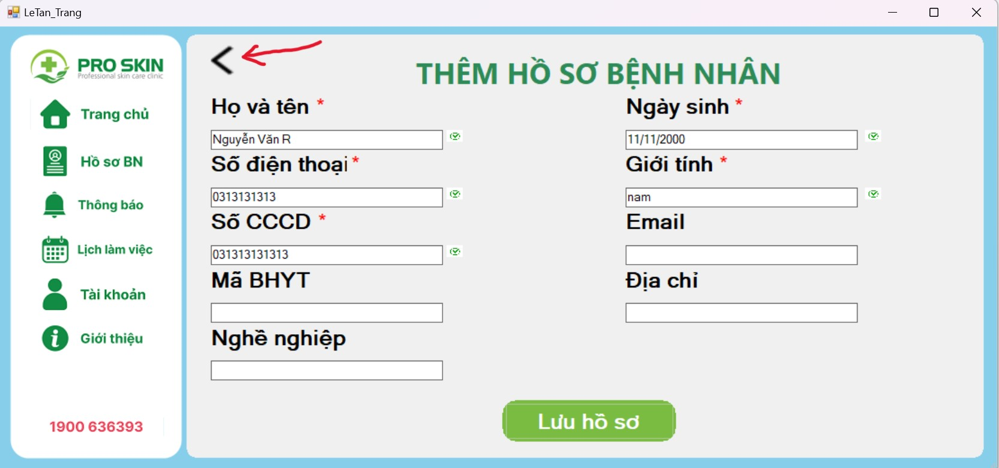 LeTan_Trang
PRO SKIN
Professional skin care clinic
Trang chủ
Hồ sơ BN
Thông báo
Lịch làm việc
Tài khoản
Giới thiệu
1900 636393
THÊM HỒ SƠ BỆNH NHÂN
Họ và tên *
Nguyễn Văn R
Ngày sinh *
11/11/2000
Số điện thoại *
0313131313
Giới tính *
nam
Số CCCD *
031313131313
Email
Mã BHYT
Địa chỉ
Nghề nghiệp
Lưu hồ sơ